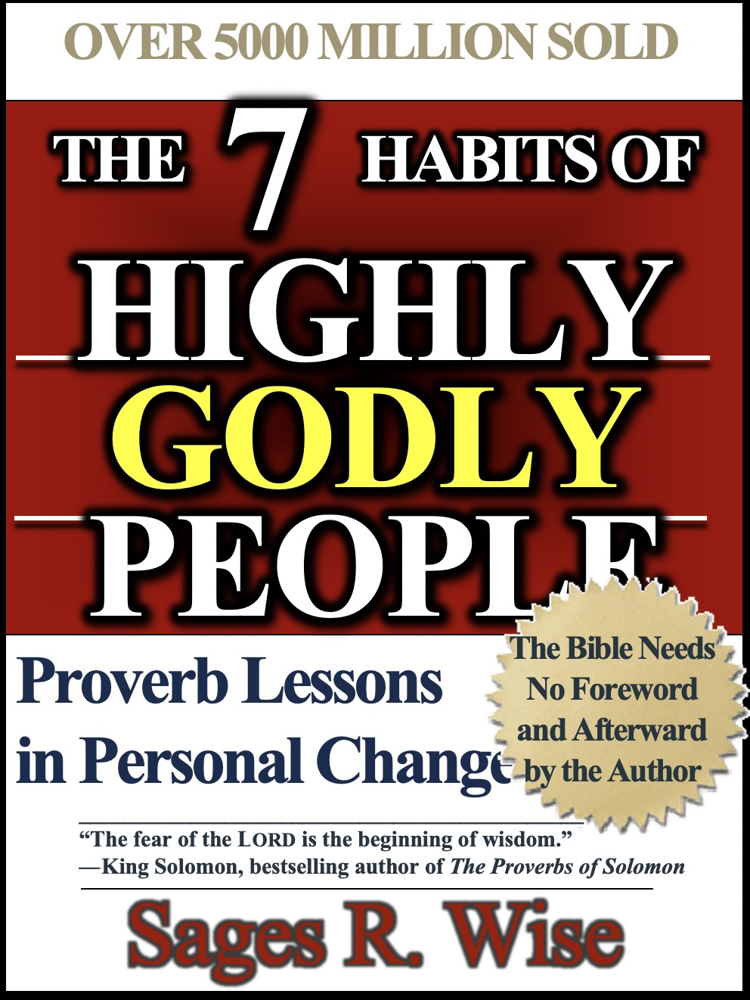 OVER 5000 MILLION SOLD
THE 7 HABITS OF
HIGHLY
GODLY
PEOPLE
Proverb Lessons
in Personal Change
The Bible Needs
No Foreword
and Afterward
by the Author
“The fear of the LORD is the beginning of wisdom.”
—King Solomon, bestselling author of The Proverbs of Solomon
Sages R. Wise